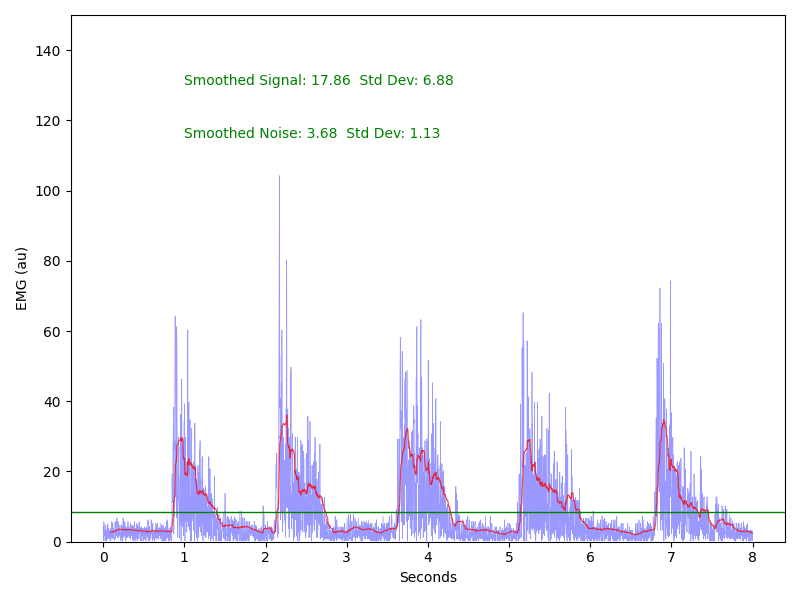 Smoothed Signal: 17.86  Std Dev: 6.88
Smoothed Noise: 3.68  Std Dev: 1.13
EMG (au)
140
120
100
80
60
40
20
0
0 1 2 3 4 5 6 7 8
Seconds